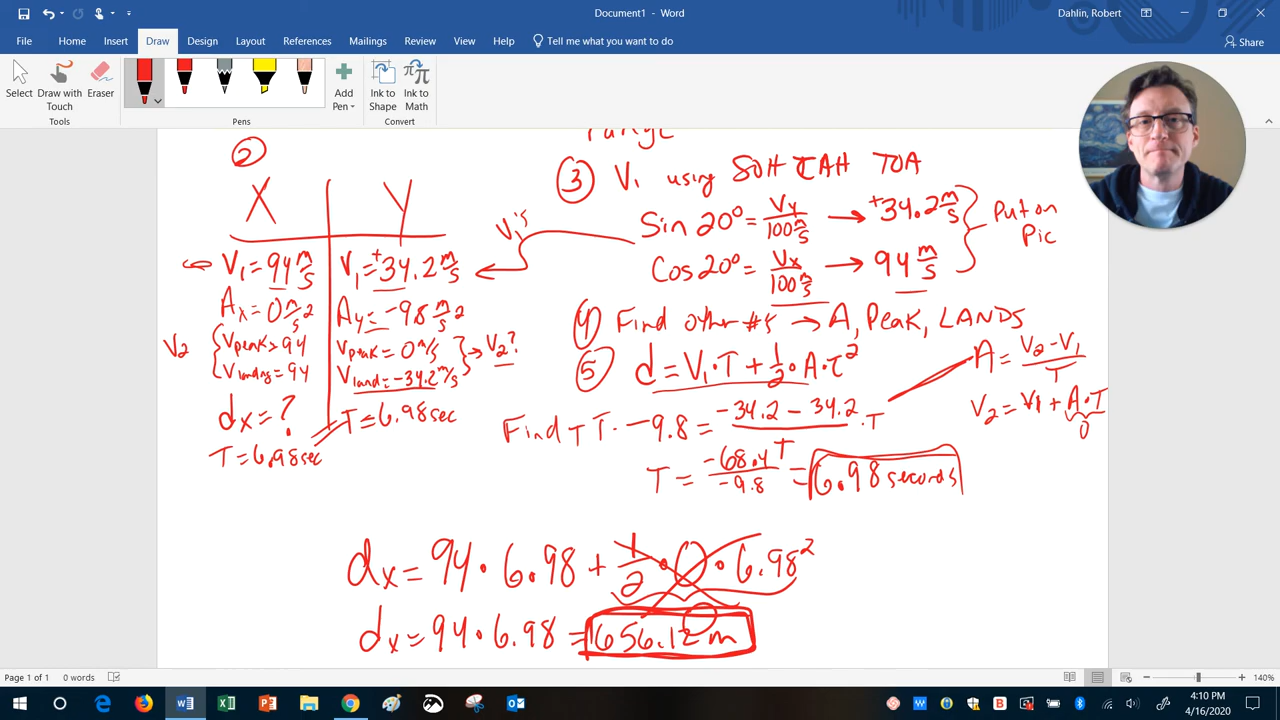 Document1 - Word
Dahlin, Robert
File Home Insert Draw Design Layout References Mailings Review View Help Tell me what you want to do
Share
Select
Draw with Touch
Eraser
Add Pen
Ink to Shape
Ink to Math
Tools
Pens
Convert
range
②
X Y
V₁ = 94 m/s
V₁ = +34.2 m/s
Ax = 0 m/s²
Ay = -9.8 m/s²
V2
Vpeak = 94
Vpeak = 0 m/s
V2?
Vlandng = 94
Vland = -34.2 m/s
dx = ?
T = 6.98 sec
T = 6.98 sec
V₁'s
③ V₁ using SOH CAH TOA
Sin 20° = Vy/100 m/s → +34.2 m/s
Cos 20° = Vx/100 m/s → 94 m/s
Put on
Pic
④ Find other #s → A, Peak, LANDS
⑤ d = V₁·T + 1/2·A·t²
A = (V2 - V1)/T
V2 = V1 + A·T
0
Find T T· -9.8 = (-34.2 - 34.2)/T ·T
T = -68.4/-9.8 = 6.98 seconds
dx = 94·6.98 + 1/2·0·6.98²
0
dx = 94·6.98 = 656.12 m
Page 1 of 1 0 words
140%
4:10 PM
4/16/2020